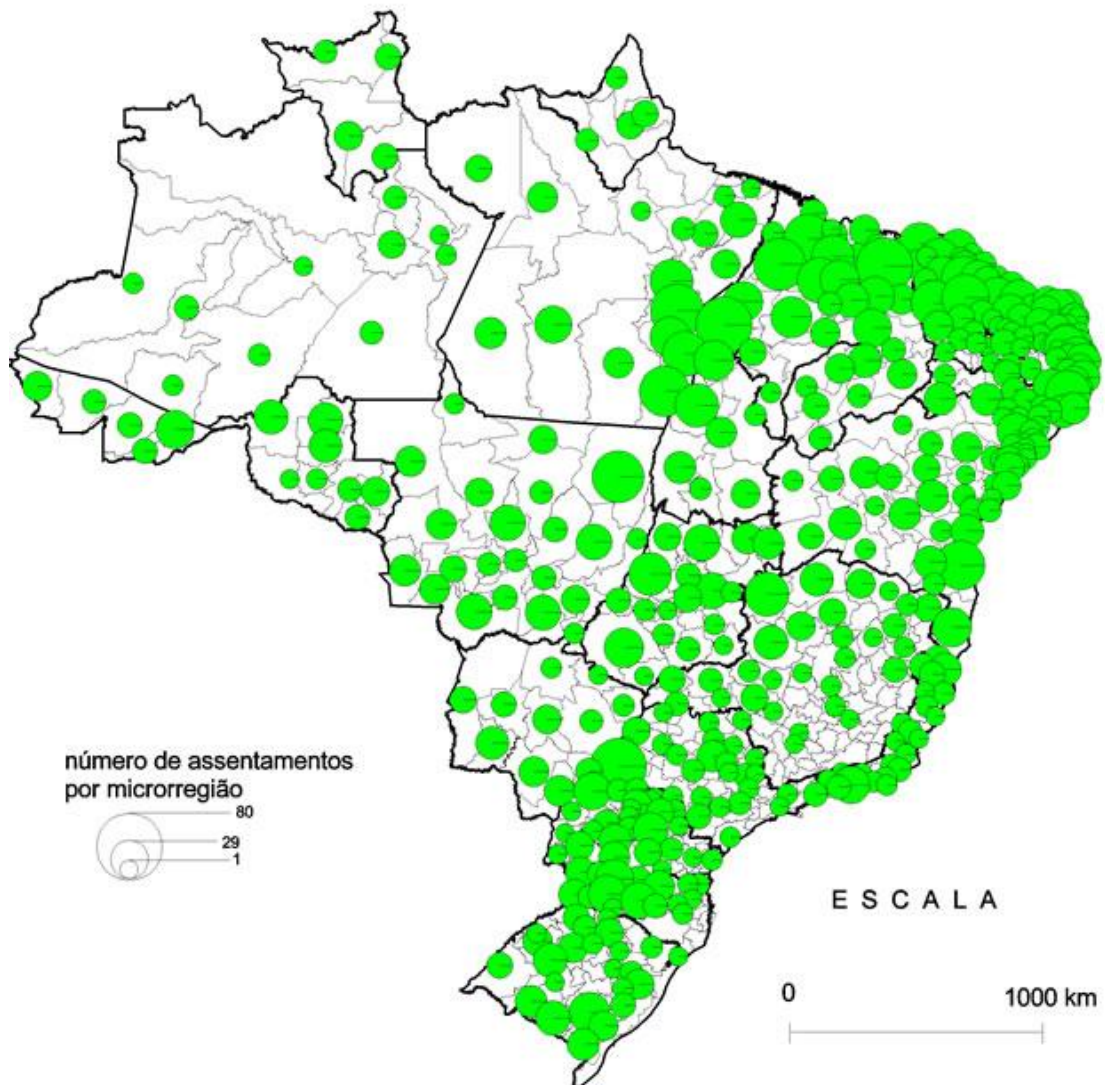 número de assentamentos
por microrregião
80
29
1
E S C A L A
0 1000 km